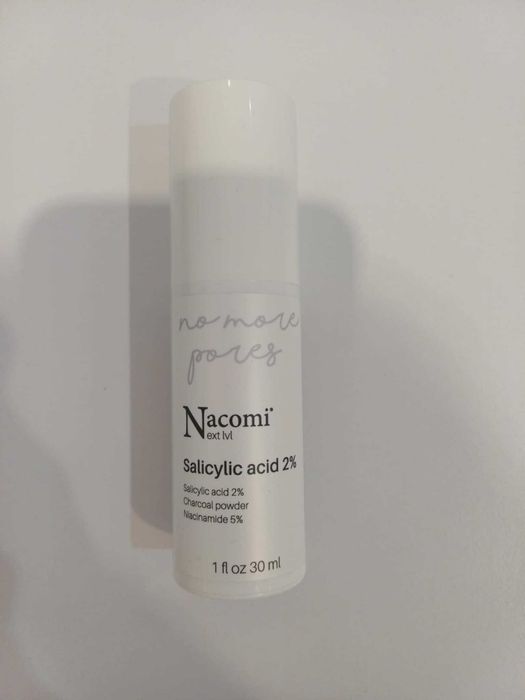 no more
pores
Nacomi
ext lvl
Salicylic acid 2%
Salicylic acid 2%
Charcoal powder
Niacinamide 5%
1 fl oz 30 ml